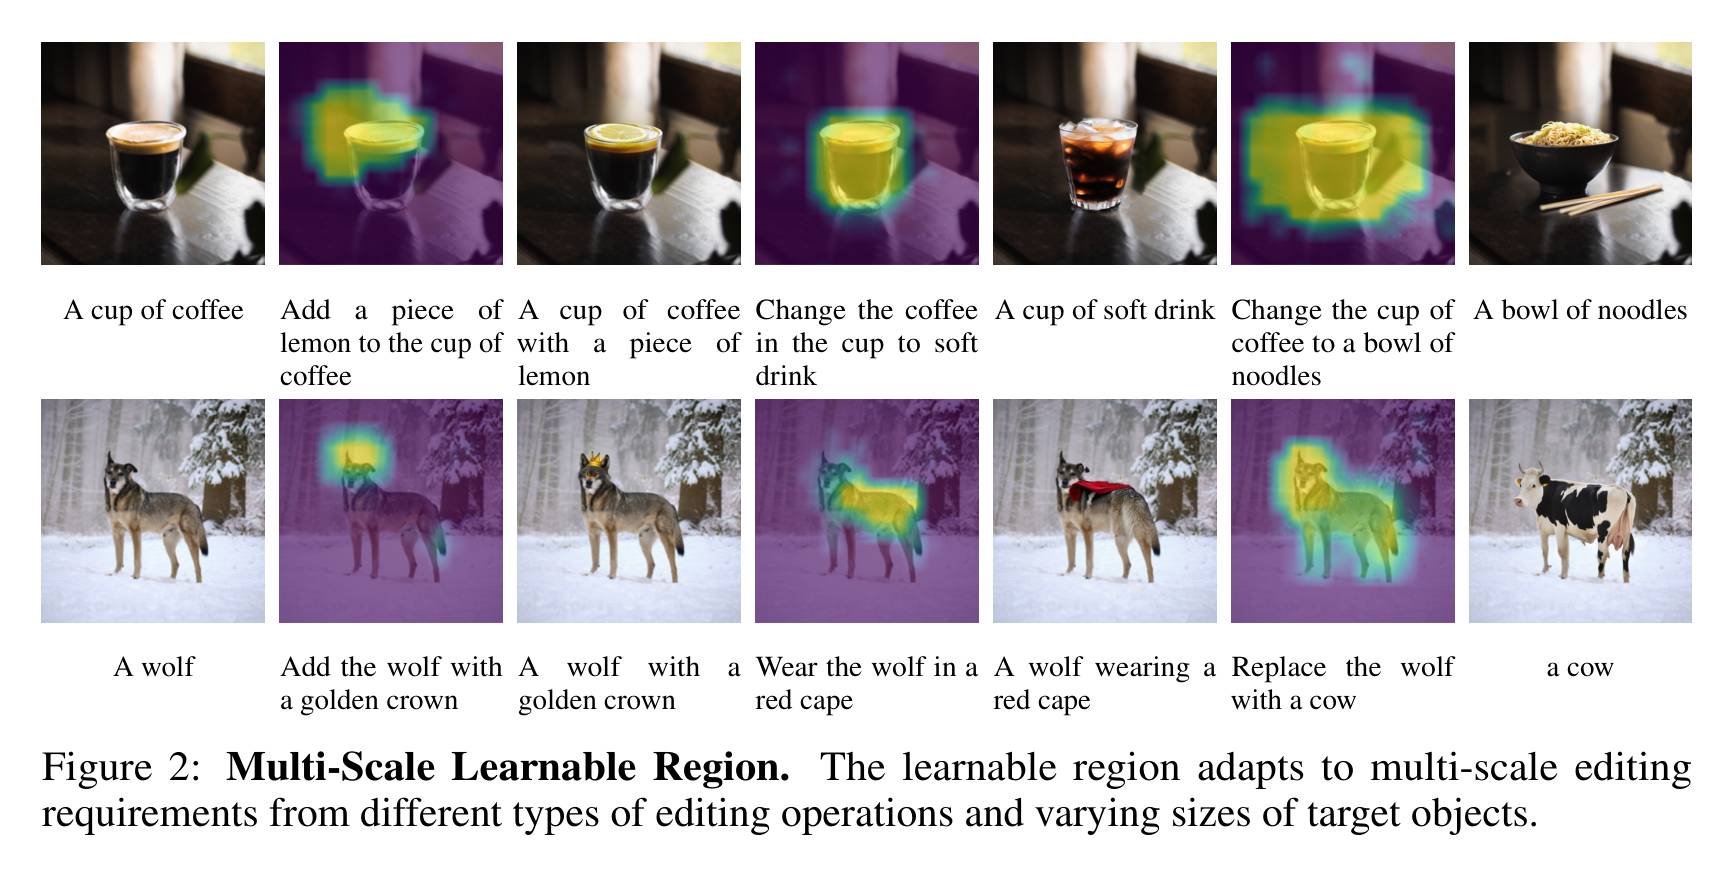 A cup of coffee
Add a piece of
lemon to the cup of
coffee
A cup of coffee
with a piece of
lemon
Change the coffee
in the cup to soft
drink
A cup of soft drink
Change the cup of
coffee to a bowl of
noodles
A bowl of noodles
A wolf
Add the wolf with
a golden crown
A wolf with a
golden crown
Wear the wolf in a
red cape
A wolf wearing a
red cape
Replace the wolf
with a cow
a cow
Figure 2: Multi-Scale Learnable Region. The learnable region adapts to multi-scale editing
requirements from different types of editing operations and varying sizes of target objects.